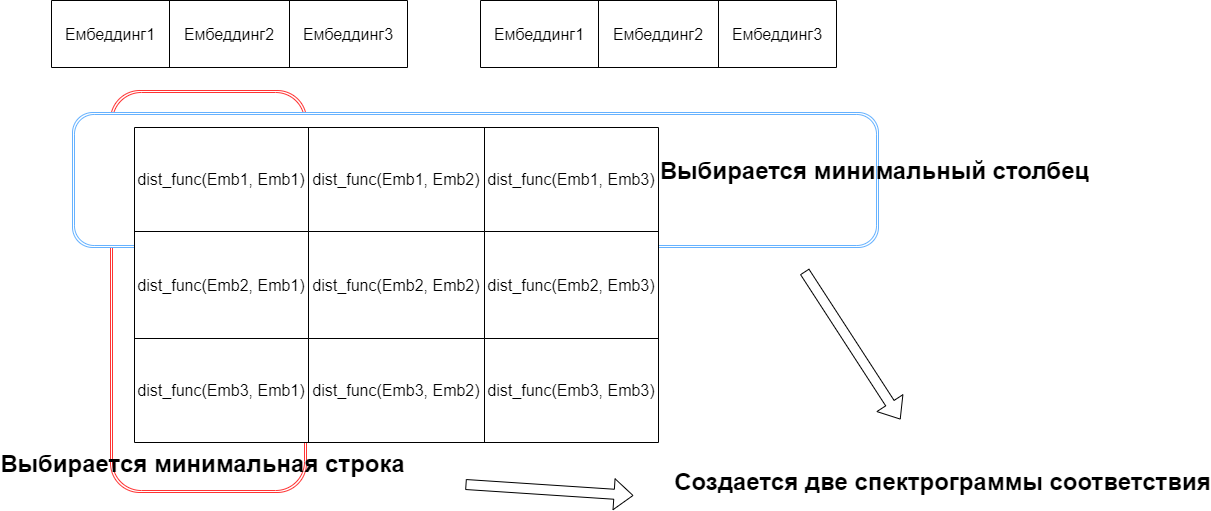 Ембеддинг1 Ембеддинг2 Ембеддинг3 Ембеддинг1 Ембеддинг2 Ембеддинг3
dist_func(Emb1, Emb1) dist_func(Emb1, Emb2) dist_func(Emb1, Emb3) Выбирается минимальный столбец
dist_func(Emb2, Emb1) dist_func(Emb2, Emb2) dist_func(Emb2, Emb3)
dist_func(Emb3, Emb1) dist_func(Emb3, Emb2) dist_func(Emb3, Emb3)
Выбирается минимальная строка
Создается две спектрограммы соответствия